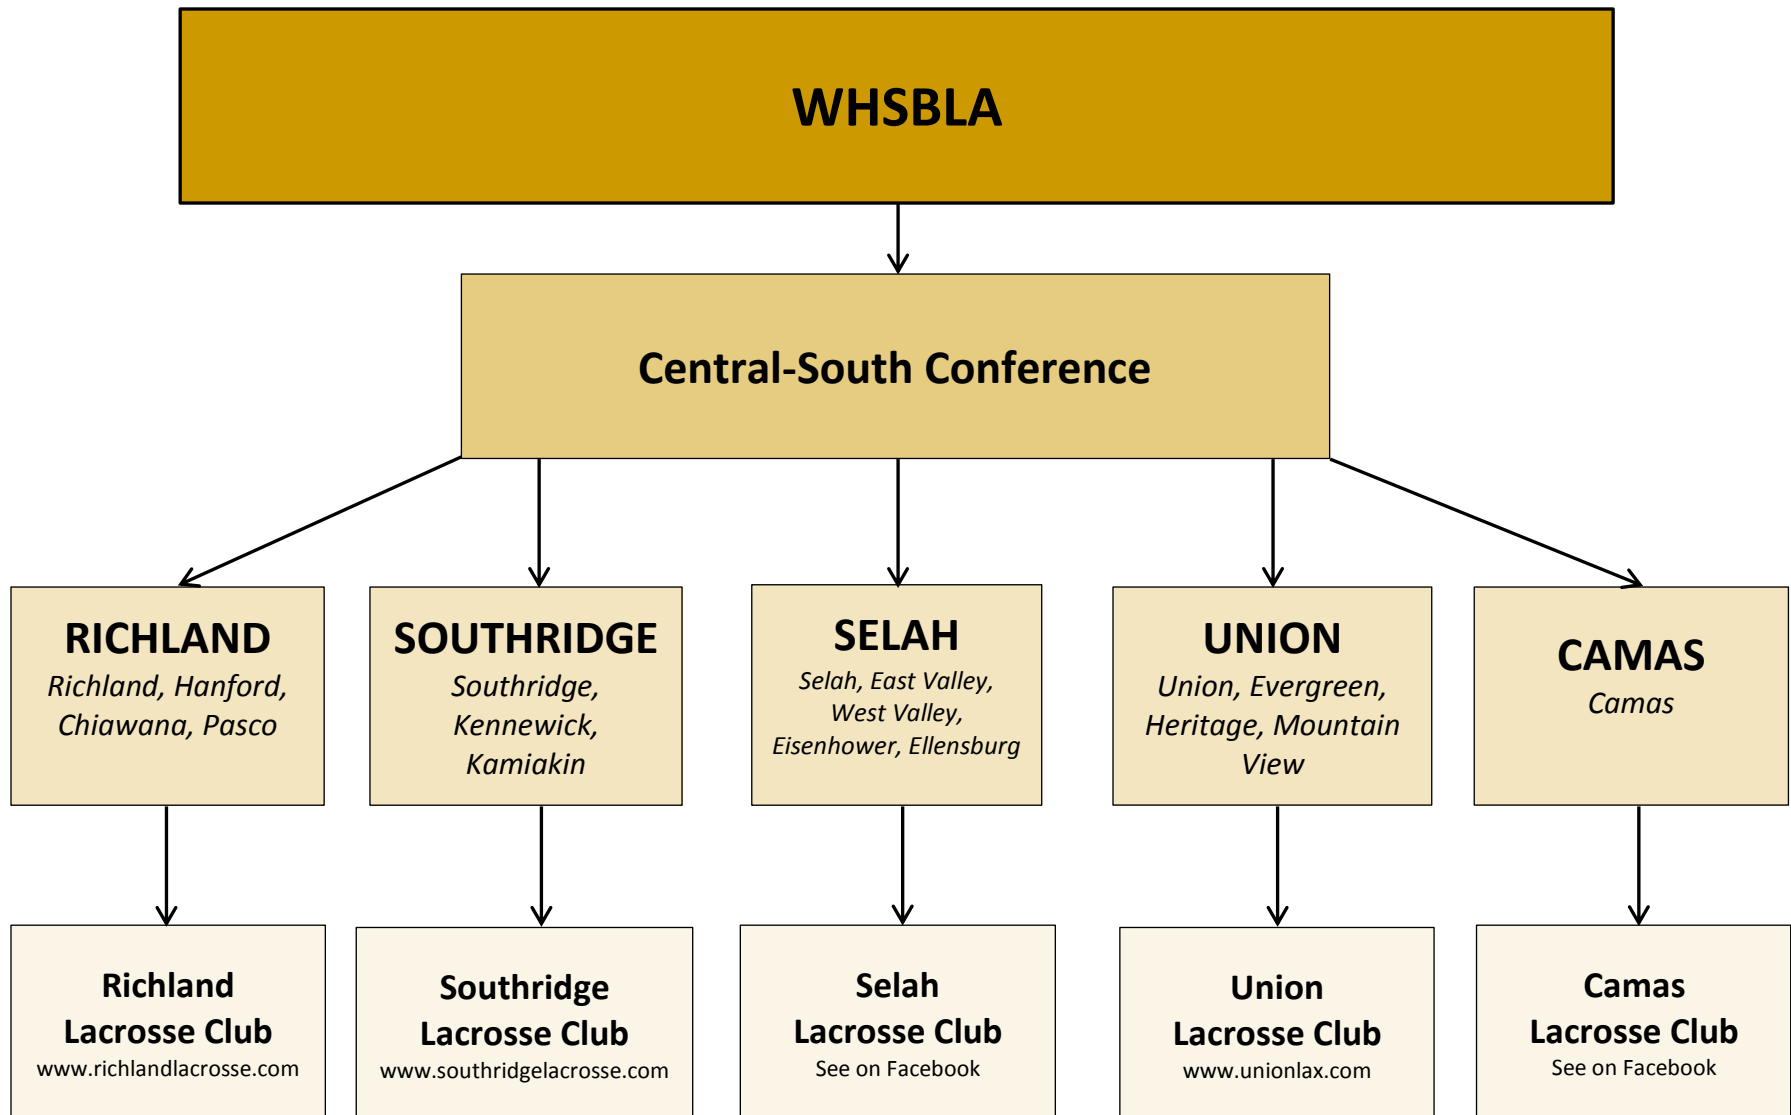 WHSBLA
Central-South Conference
RICHLAND
Richland, Hanford,
Chiawana, Pasco
SOUTHRIDGE
Southridge,
Kennewick,
Kamiakin
SELAH
Selah, East Valley,
West Valley,
Eisenhower, Ellensburg
UNION
Union, Evergreen,
Heritage, Mountain
View
CAMAS
Camas
Richland
Lacrosse Club
www.richlandlacrosse.com
Southridge
Lacrosse Club
www.southridgelacrosse.com
Selah
Lacrosse Club
See on Facebook
Union
Lacrosse Club
www.unionlax.com
Camas
Lacrosse Club
See on Facebook